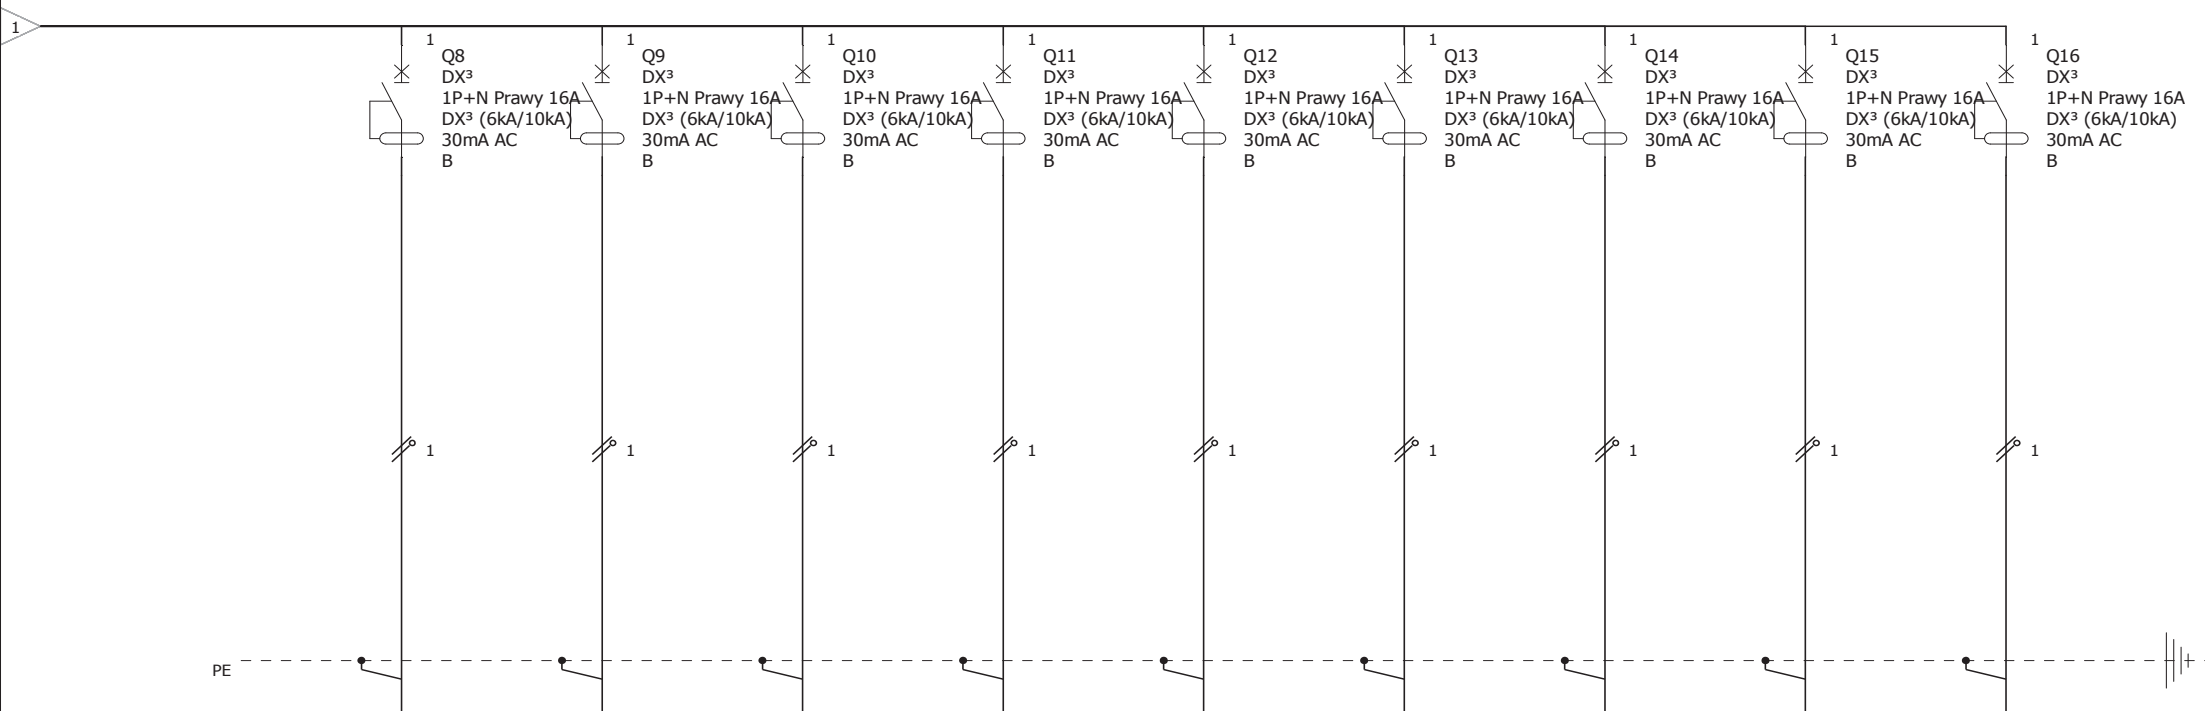 1
1
Q8
DX³
1P+N Prawy 16A
DX³ (6kA/10kA)
30mA AC
B
1
Q9
DX³
1P+N Prawy 16A
DX³ (6kA/10kA)
30mA AC
B
1
Q10
DX³
1P+N Prawy 16A
DX³ (6kA/10kA)
30mA AC
B
1
Q11
DX³
1P+N Prawy 16A
DX³ (6kA/10kA)
30mA AC
B
1
Q12
DX³
1P+N Prawy 16A
DX³ (6kA/10kA)
30mA AC
B
1
Q13
DX³
1P+N Prawy 16A
DX³ (6kA/10kA)
30mA AC
B
1
Q14
DX³
1P+N Prawy 16A
DX³ (6kA/10kA)
30mA AC
B
1
Q15
DX³
1P+N Prawy 16A
DX³ (6kA/10kA)
30mA AC
B
1
Q16
DX³
1P+N Prawy 16A
DX³ (6kA/10kA)
30mA AC
B
1
1
1
1
1
1
1
1
1
PE